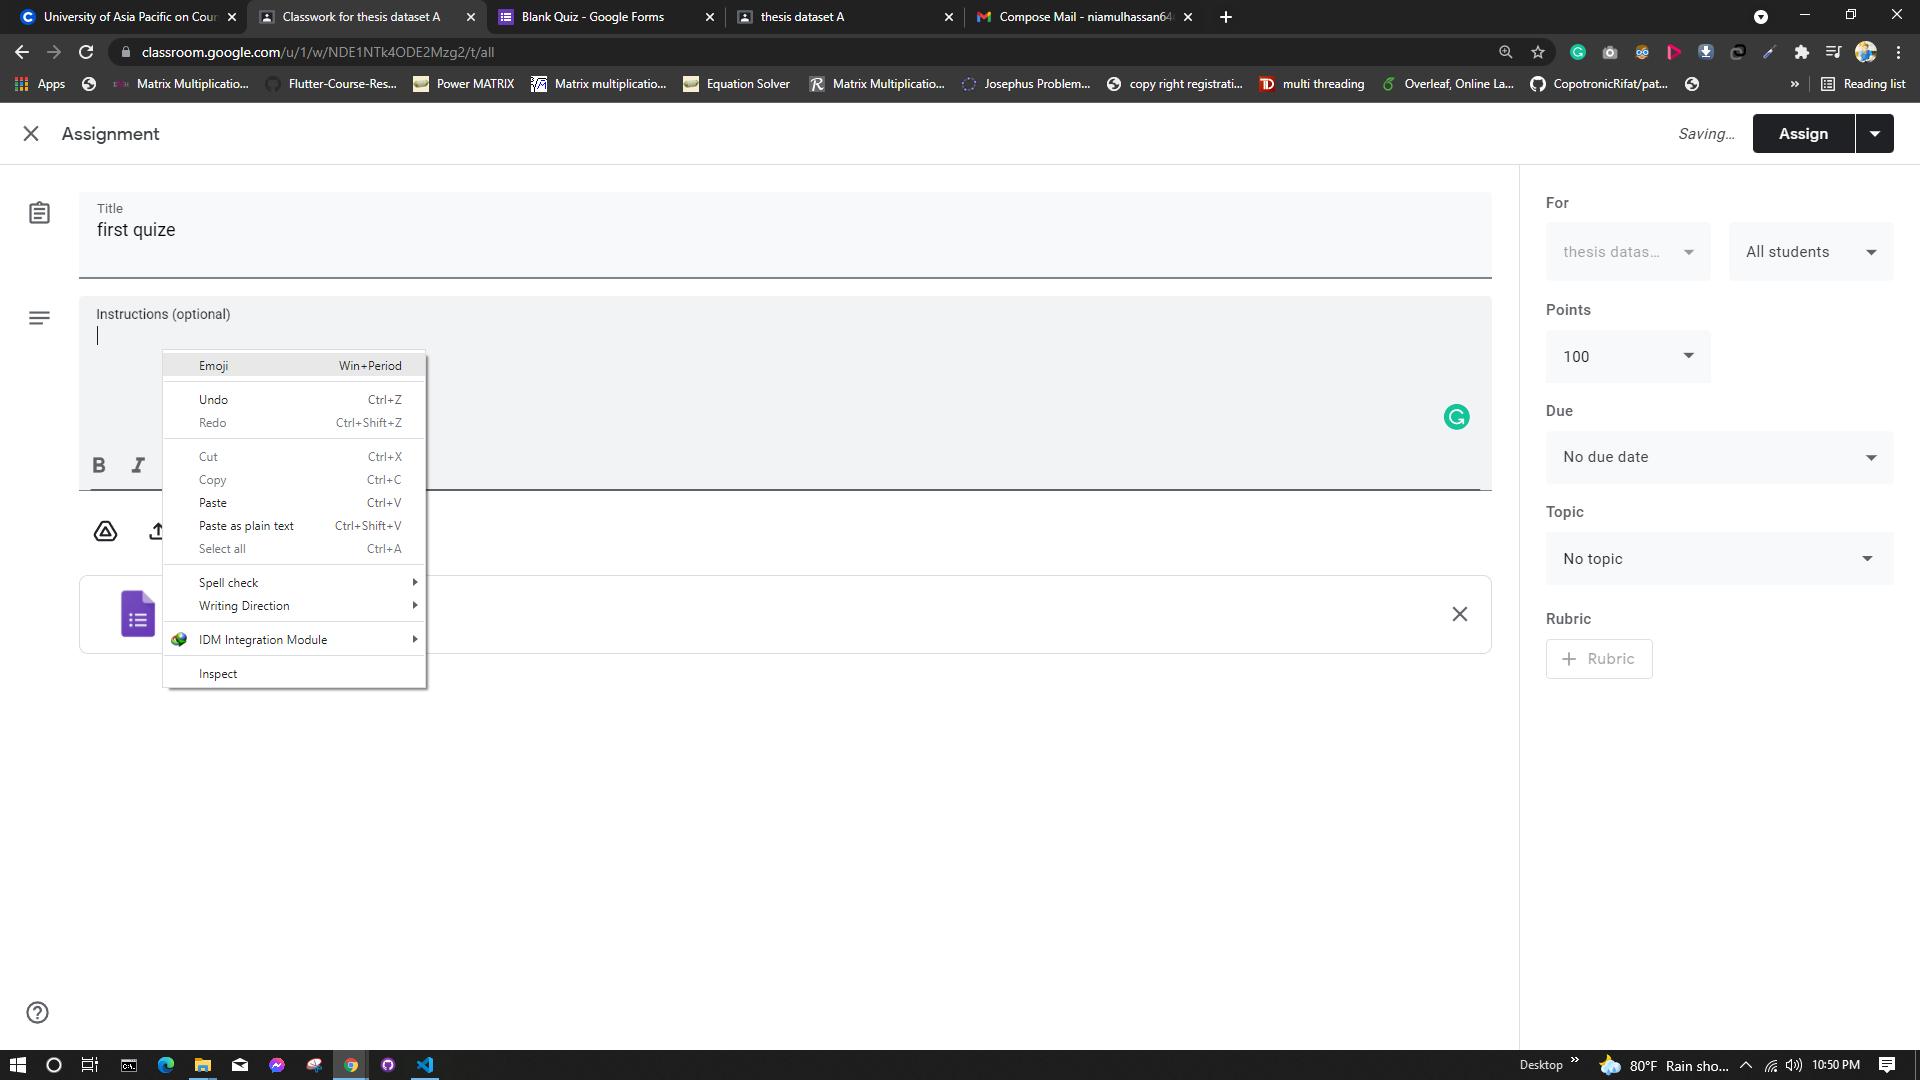 University of Asia Pacific on Cour
Classwork for thesis dataset A
Blank Quiz - Google Forms
thesis dataset A
Compose Mail - niamulhassan64
classroom.google.com/u/1/w/NDE1NTk4ODE2Mzg2/t/all
Apps
Matrix Multiplicatio...
Flutter-Course-Res...
Power MATRIX
Matrix multiplicatio...
Equation Solver
Matrix Multiplicatio...
Josephus Problem...
copy right registrati...
multi threading
Overleaf, Online La...
CopotronicRifat/pat...
»
Reading list
Assignment
Saving...
Assign
Title
first quize
Instructions (optional)
Emoji Win+Period
Undo Ctrl+Z
Redo Ctrl+Shift+Z
Cut Ctrl+X
Copy Ctrl+C
Paste Ctrl+V
Paste as plain text Ctrl+Shift+V
Select all Ctrl+A
Spell check
Writing Direction
IDM Integration Module
Inspect
B I
For
thesis datas...
All students
Points
100
Due
No due date
Topic
No topic
Rubric
+ Rubric
Desktop »
80°F Rain sho...
10:50 PM